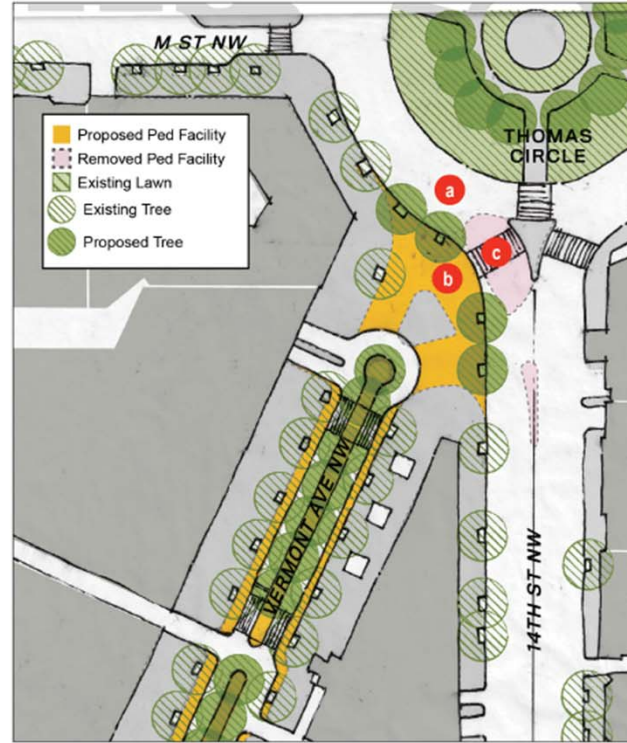 M ST NW
Proposed Ped Facility
Removed Ped Facility
Existing Lawn
Existing Tree
Proposed Tree
THOMAS
CIRCLE
a
b
c
VERMONT AVE NW
14TH ST NW